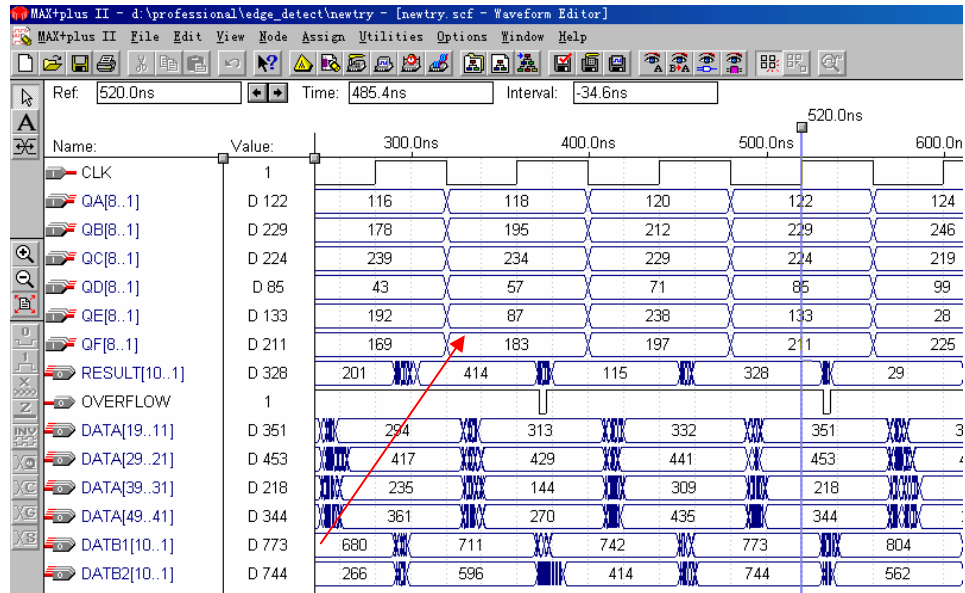 MAX+plus II - d:\professional\edge_detect\newtry - [newtry.scf - Waveform Editor]
MAX+plus II File Edit View Node Assign Utilities Options Window Help
Ref: 520.0ns Time: 485.4ns Interval: -34.6ns
520.0ns
Name: Value: 300.0ns 400.0ns 500.0ns 600.0n
CLK 1
QA[8..1] D 122 116 118 120 122 124
QB[8..1] D 229 178 195 212 229 246
QC[8..1] D 224 239 234 229 224 219
QD[8..1] D 85 43 57 71 85 99
QE[8..1] D 133 192 87 238 133 28
QF[8..1] D 211 169 183 197 211 225
RESULT[10..1] D 328 201 414 115 328 29
OVERFLOW 1
DATA[19..11] D 351 294 313 332 351 3
DATA[29..21] D 453 417 429 441 453
DATA[39..31] D 218 235 144 309 218
DATA[49..41] D 344 361 270 435 344
DATB1[10..1] D 773 680 711 742 773 804
DATB2[10..1] D 744 266 596 414 744 562